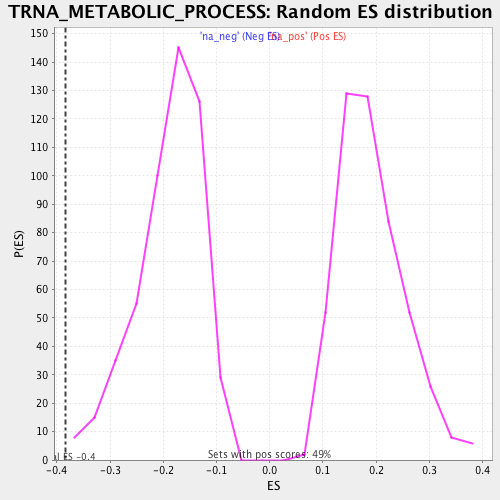 TRNA_METABOLIC_PROCESS: Random ES distribution
'na_neg' (Neg ES)
'na_pos' (Pos ES)
150
140
130
120
110
100
90
80
70
60
50
40
30
20
10
0
P(ES)
ES -0.4
Sets with pos scores: 49%
-0.4 -0.3 -0.2 -0.1 0.0 0.1 0.2 0.3 0.4
ES